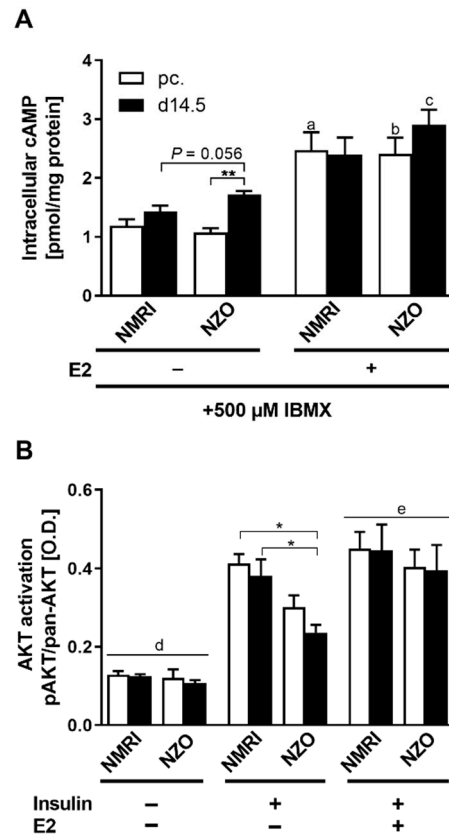 A
Intracellular cAMP
[pmol/mg protein]
4
3
2
1
0
pc.
d14.5
P = 0.056
**
a
b
c
NMRI
NZO
NMRI
NZO
E2
–
+
+500 µM IBMX
B
AKT activation
pAKT/pan-AKT [O.D.]
0.6
0.4
0.2
0.0
d
*
*
e
NMRI
NZO
NMRI
NZO
NMRI
NZO
Insulin – + +
E2 – – +